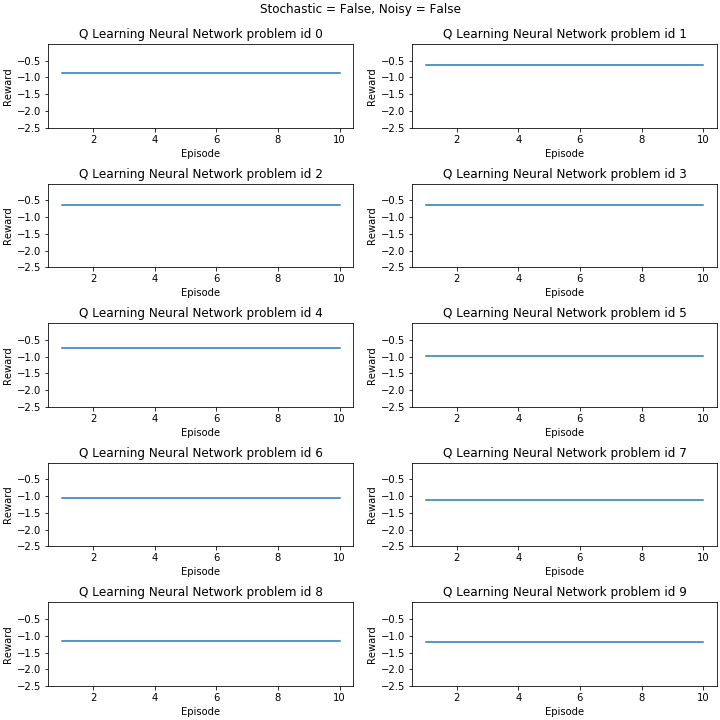 Stochastic = False, Noisy = False
Q Learning Neural Network problem id 0
Reward
−0.5
−1.0
−1.5
−2.0
−2.5
2 4 6 8 10
Episode
Q Learning Neural Network problem id 1
Reward
−0.5
−1.0
−1.5
−2.0
−2.5
2 4 6 8 10
Episode
Q Learning Neural Network problem id 2
Reward
−0.5
−1.0
−1.5
−2.0
−2.5
2 4 6 8 10
Episode
Q Learning Neural Network problem id 3
Reward
−0.5
−1.0
−1.5
−2.0
−2.5
2 4 6 8 10
Episode
Q Learning Neural Network problem id 4
Reward
−0.5
−1.0
−1.5
−2.0
−2.5
2 4 6 8 10
Episode
Q Learning Neural Network problem id 5
Reward
−0.5
−1.0
−1.5
−2.0
−2.5
2 4 6 8 10
Episode
Q Learning Neural Network problem id 6
Reward
−0.5
−1.0
−1.5
−2.0
−2.5
2 4 6 8 10
Episode
Q Learning Neural Network problem id 7
Reward
−0.5
−1.0
−1.5
−2.0
−2.5
2 4 6 8 10
Episode
Q Learning Neural Network problem id 8
Reward
−0.5
−1.0
−1.5
−2.0
−2.5
2 4 6 8 10
Episode
Q Learning Neural Network problem id 9
Reward
−0.5
−1.0
−1.5
−2.0
−2.5
2 4 6 8 10
Episode